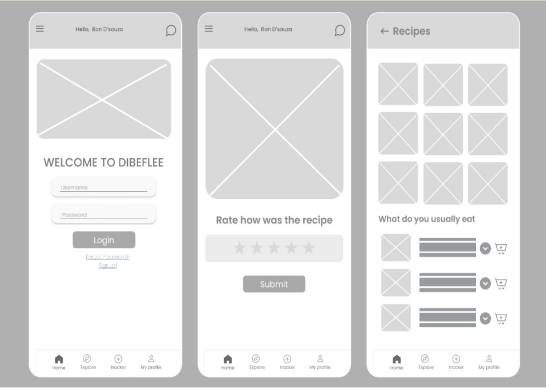 Hello, Ron D'souza
WELCOME TO DIBEFLEE
Username
Password
Login
Forgot Password?
Sign up
Home
Explore
tracker
My profile
Hello, Ron D'souza
Rate how was the recipe
Submit
Home
Explore
tracker
My profile
Recipes
What do you usually eat
Home
Explore
tracker
My profile